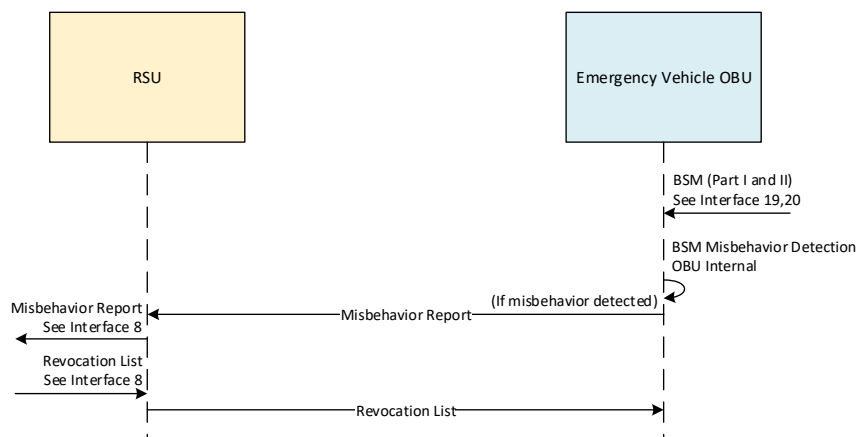 RSU
Emergency Vehicle OBU
BSM (Part I and II)
See Interface 19,20
BSM Misbehavior Detection
OBU Internal
(If misbehavior detected)
Misbehavior Report
Misbehavior Report
See Interface 8
Revocation List
See Interface 8
Revocation List